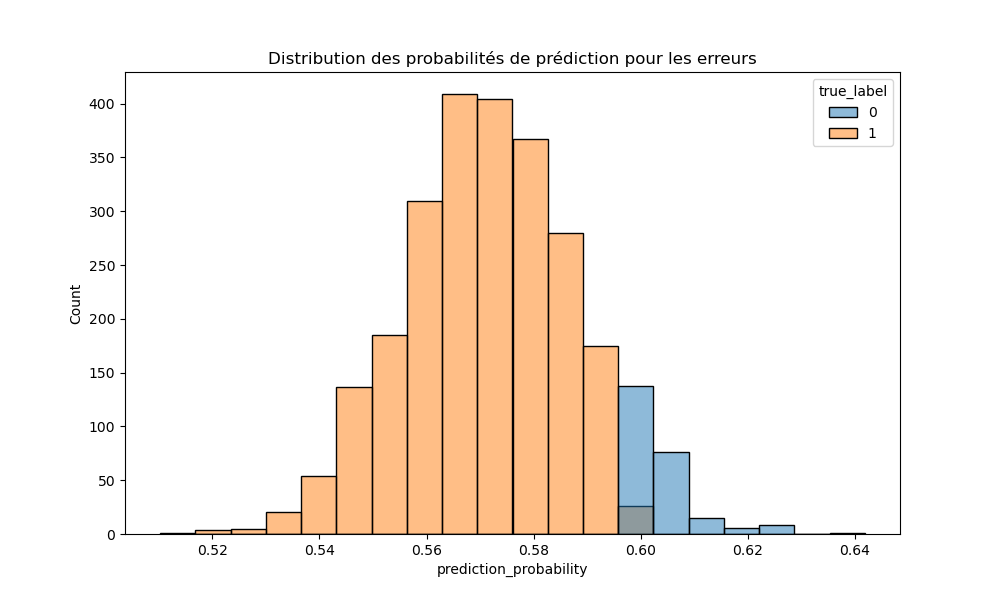 Distribution des probabilités de prédiction pour les erreurs
true_label
0
1
400
350
300
250
200
150
100
50
0
Count
0.52 0.54 0.56 0.58 0.60 0.62 0.64
prediction_probability